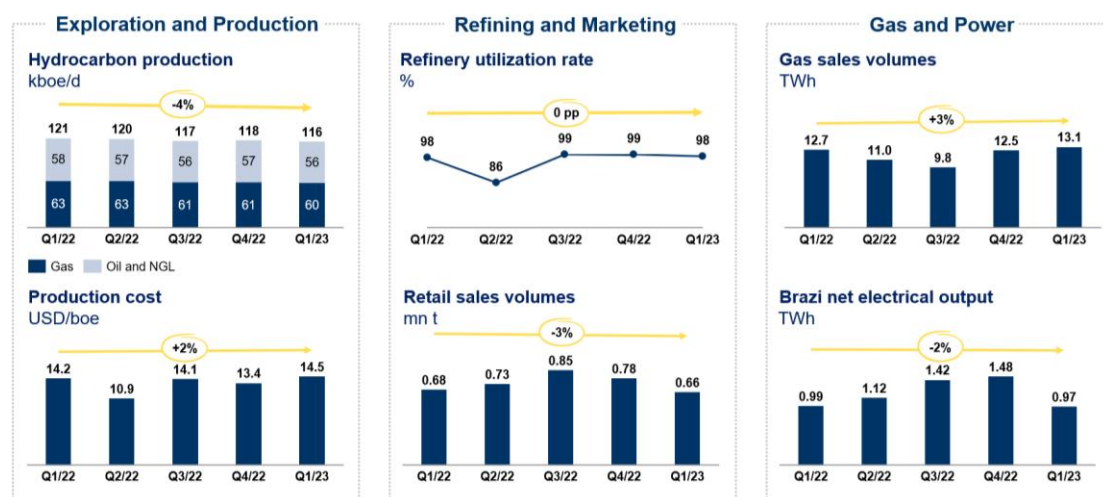 Exploration and Production
Hydrocarbon production
kboe/d
-4%
121 120 117 118 116
58 57 56 57 56
63 63 61 61 60
Q1/22 Q2/22 Q3/22 Q4/22 Q1/23
Gas Oil and NGL
Production cost
USD/boe
+2%
14.2 10.9 14.1 13.4 14.5
Q1/22 Q2/22 Q3/22 Q4/22 Q1/23
Refining and Marketing
Refinery utilization rate
%
0 pp
98 86 99 99 98
Q1/22 Q2/22 Q3/22 Q4/22 Q1/23
Retail sales volumes
mn t
-3%
0.68 0.73 0.85 0.78 0.66
Q1/22 Q2/22 Q3/22 Q4/22 Q1/23
Gas and Power
Gas sales volumes
TWh
+3%
12.7 11.0 9.8 12.5 13.1
Q1/22 Q2/22 Q3/22 Q4/22 Q1/23
Brazi net electrical output
TWh
-2%
0.99 1.12 1.42 1.48 0.97
Q1/22 Q2/22 Q3/22 Q4/22 Q1/23